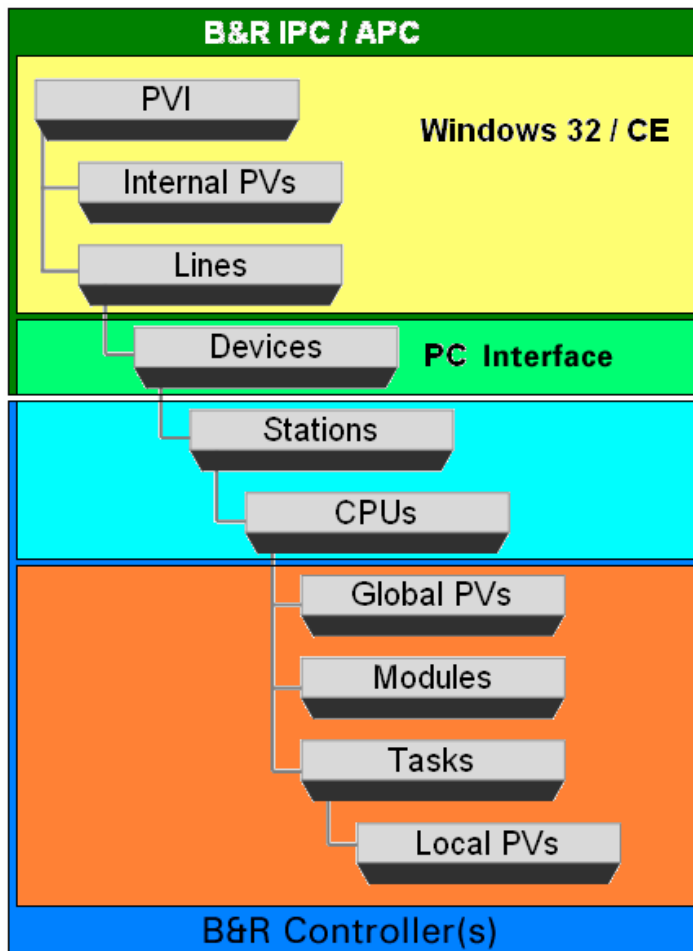 B&R IPC / APC
PVI
Windows 32 / CE
Internal PVs
Lines
Devices
PC Interface
Stations
CPUs
Global PVs
Modules
Tasks
Local PVs
B&R Controller(s)